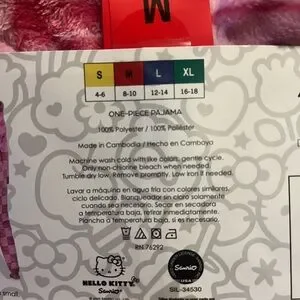 M
S M L XL
4-6 8-10 12-14 16-18
ONE-PIECE PAJAMA
100% Polyester / 100% Poliéster
Made in Cambodia / Hecho en Camboya
Machine wash cold with like colors, gentle cycle.
Only non-chlorine bleach when needed.
Tumble dry low. Remove promptly. Low iron if needed.
Lavar a máquina en agua fría con colores similares,
ciclo delicado. Blanqueador sin cloro solamente
cuando sea necesario. Secar en secadora
a temperatura baja, retirar inmediatamente.
Plancha a temperatura baja, si es necesario.
RN 76292
small
HELLO KITTY
Sanrio
Sanrio
USA
SIL-34530